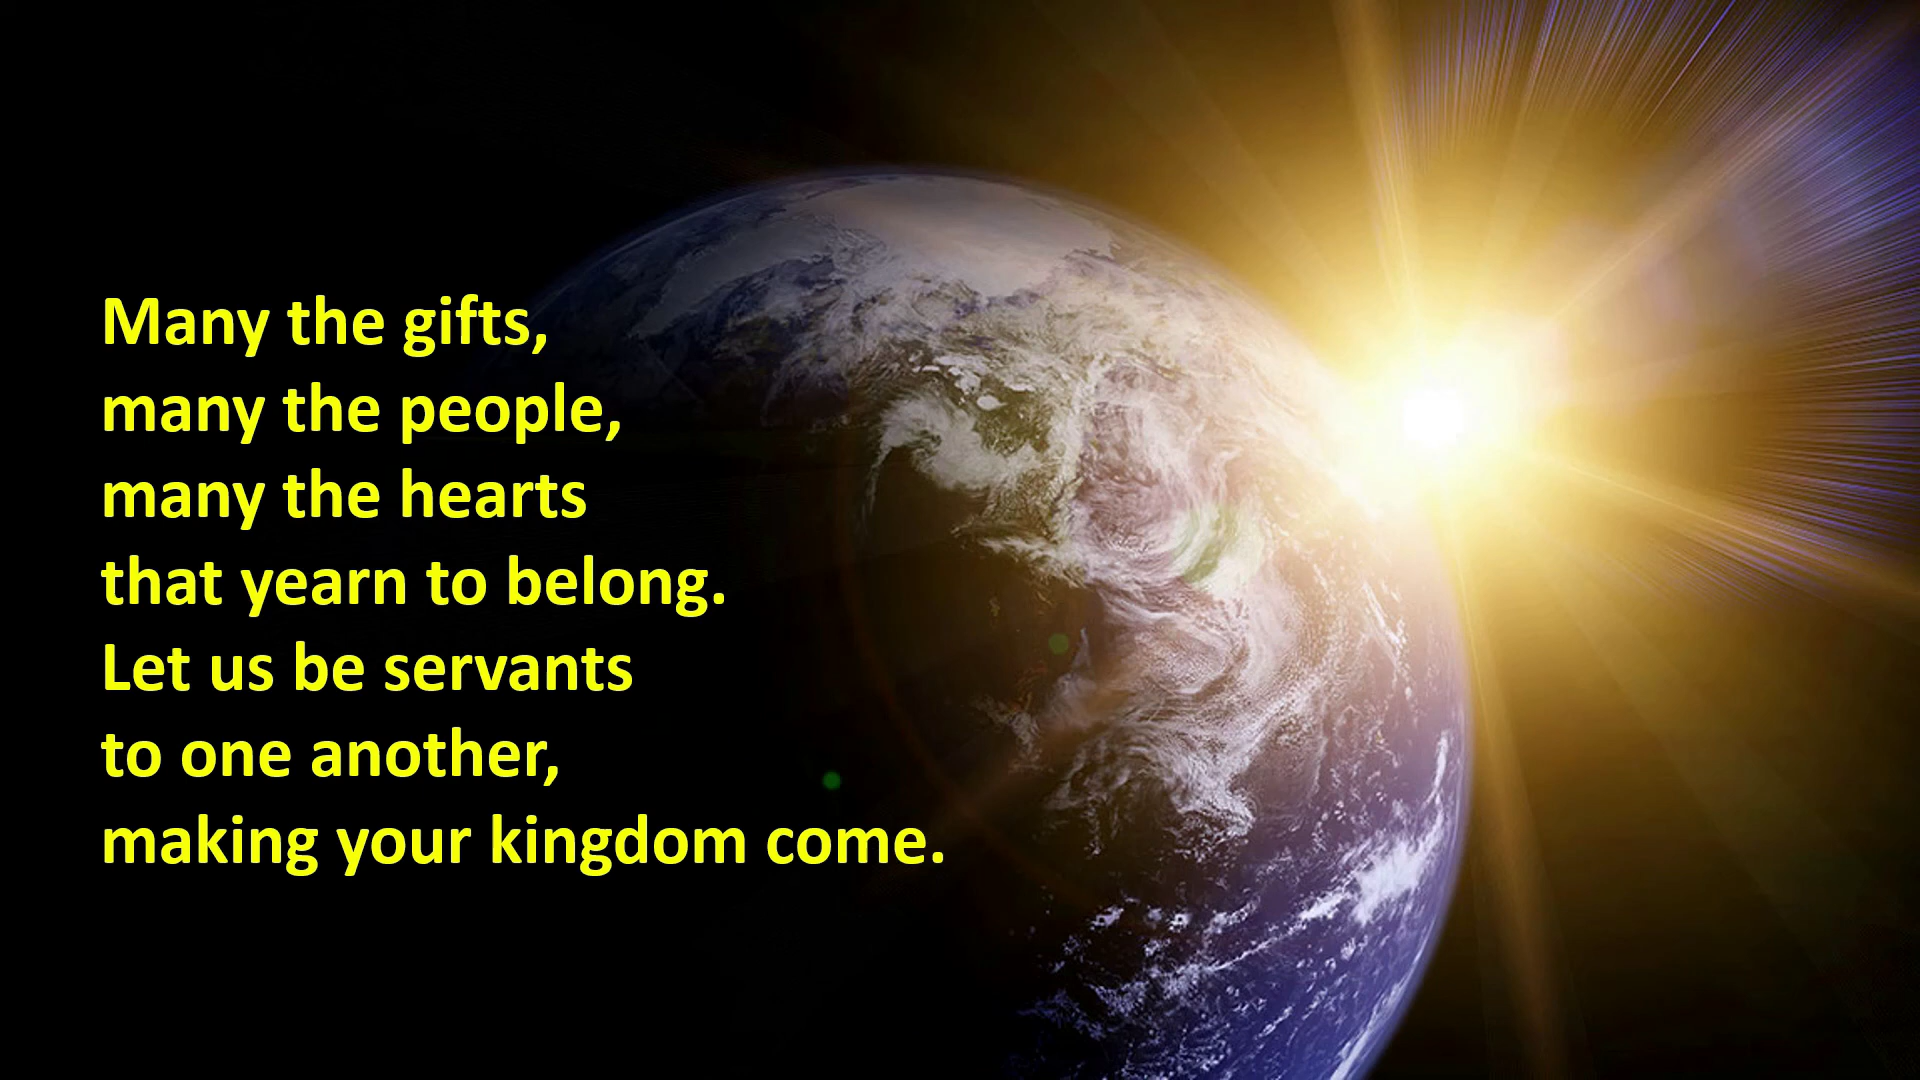 Many the gifts,
many the people,
many the hearts
that yearn to belong.
Let us be servants
to one another,
making your kingdom come.